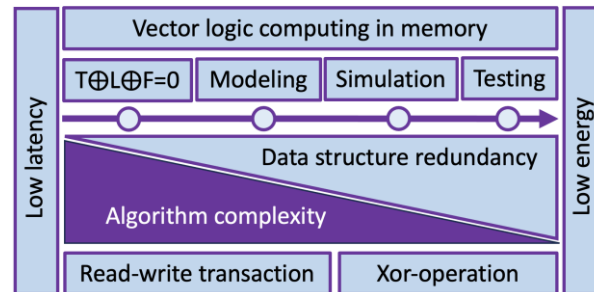 Vector logic computing in memory
Low latency
T⊕L⊕F=0
Modeling
Simulation
Testing
Low energy
Data structure redundancy
Algorithm complexity
Read-write transaction
Xor-operation